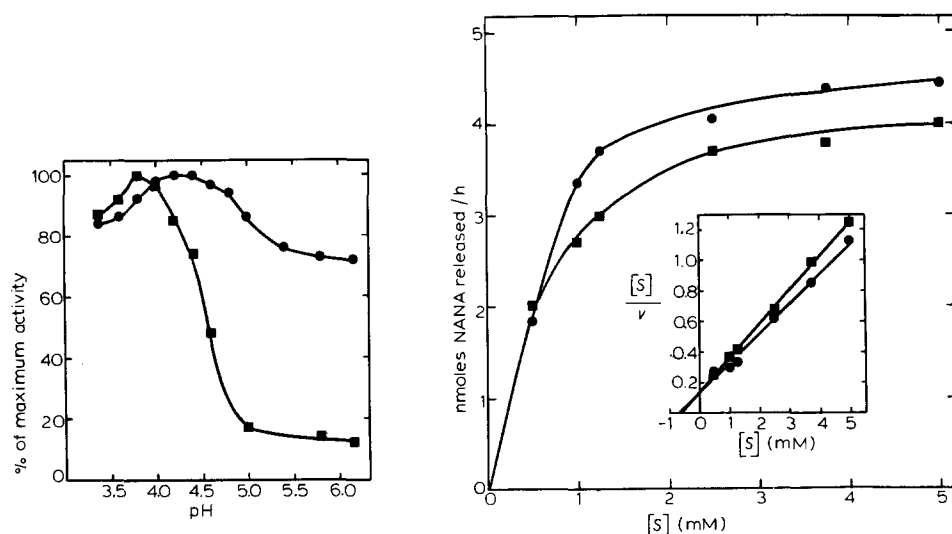 % of maximum activity
100
80
60
40
20
0
3.5 4.0 4.5 5.0 5.5 6.0
pH
nmoles NANA released /h
5
4
3
2
1
0
0 1 2 3 4 5
[S] (mM)
[S]
v
1.2
1.0
0.8
0.6
0.4
0.2
-1 0 1 2 3 4 5
[S] (mM)